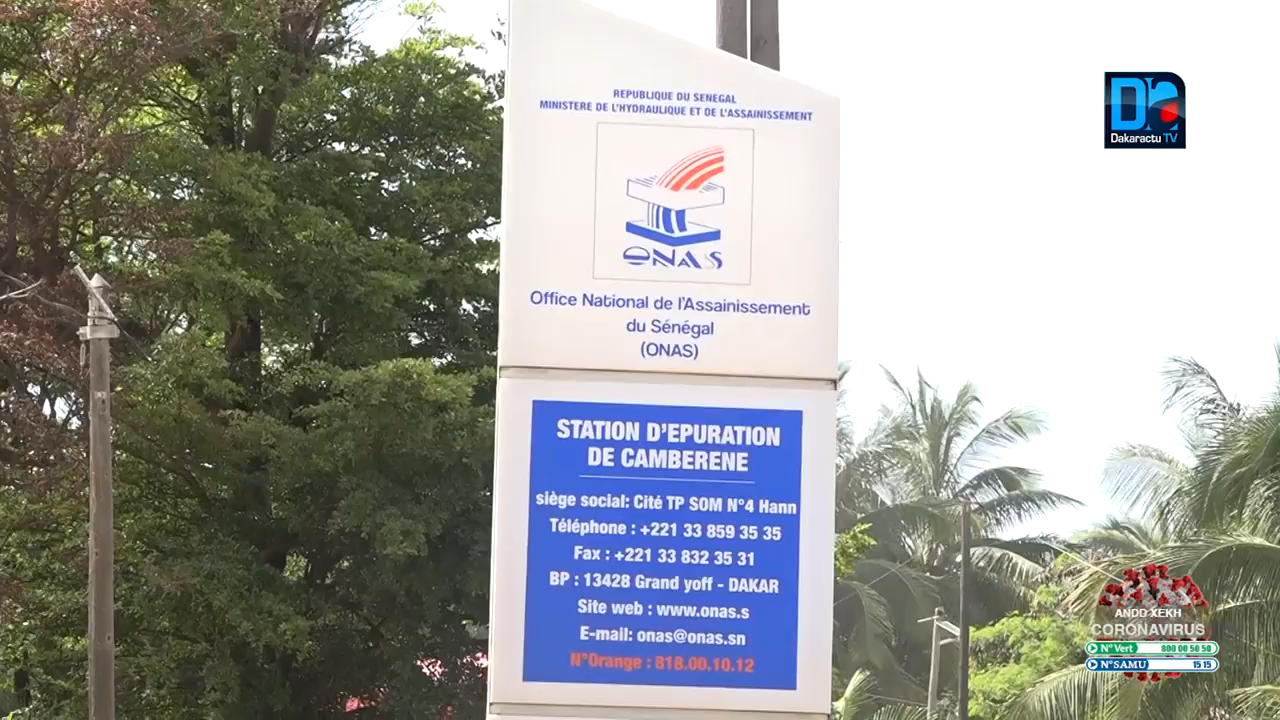 REPUBLIQUE DU SENEGAL
MINISTERE DE L'HYDRAULIQUE ET DE L'ASSAINISSEMENT
ONAS
Office National de l'Assainissement
du Sénégal
(ONAS)
STATION D'EPURATION
DE CAMBERENE
siège social: Cité TP SOM N°4 Hann
Téléphone : +221 33 859 35 35
Fax : +221 33 832 35 31
BP : 13428 Grand yoff - DAKAR
Site web : www.onas.s
E-mail: onas@onas.sn
N°Orange : 818.00.10.12
Dakaractu TV
ANDD XEKH
CORONAVIRUS
N° Vert 800 00 50 50
N° SAMU 15 15